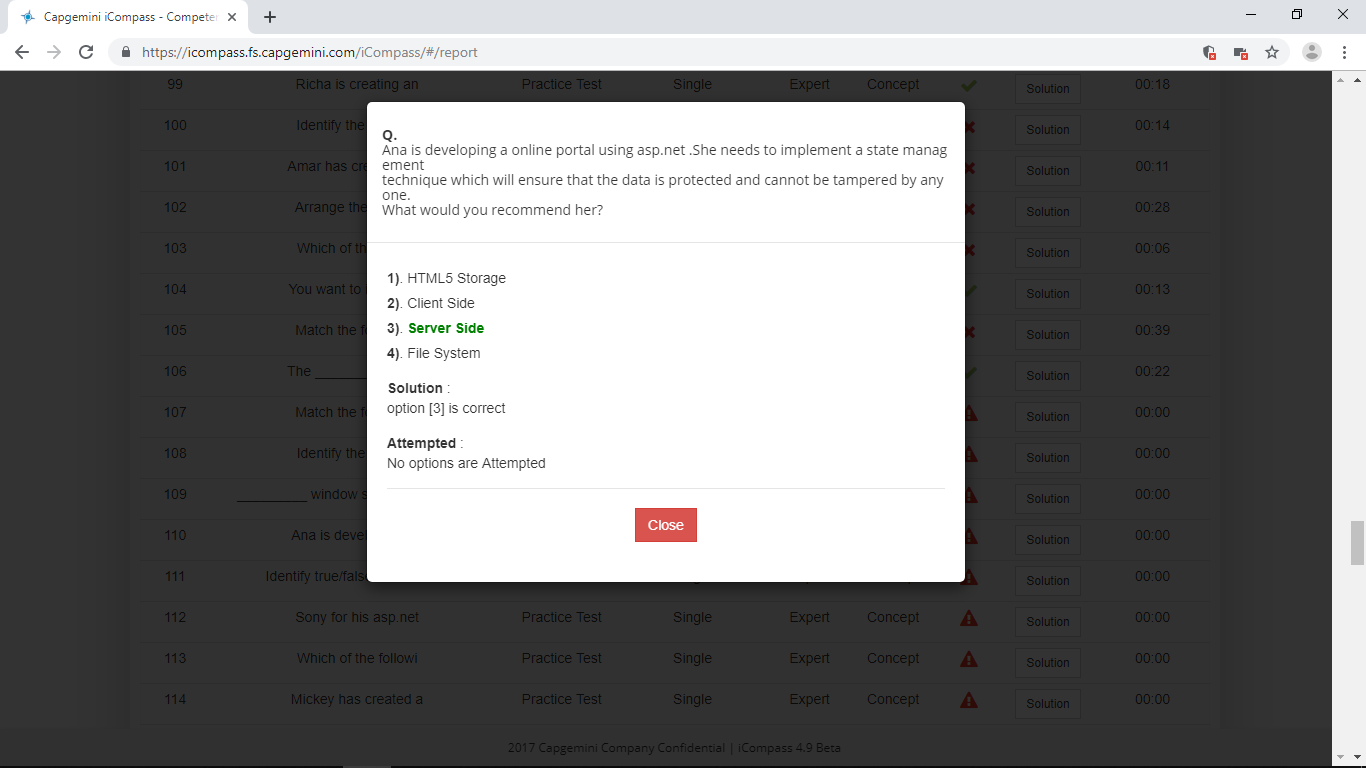 Capgemini iCompass - Competen
https://icompass.fs.capgemini.com/iCompass/#/report
99 Richa is creating an Practice Test Single Expert Concept Solution 00:18
100 Identify the Solution 00:14
101 Amar has cre Solution 00:11
102 Arrange the Solution 00:28
103 Which of th Solution 00:06
104 You want to Solution 00:13
105 Match the f Solution 00:39
106 The ________ Solution 00:22
107 Match the f Solution 00:00
108 Identify the Solution 00:00
109 _________ window s Solution 00:00
110 Ana is devel Solution 00:00
111 Identify true/fals Solution 00:00
112 Sony for his asp.net Practice Test Single Expert Concept Solution 00:00
113 Which of the followi Practice Test Single Expert Concept Solution 00:00
114 Mickey has created a Practice Test Single Expert Concept Solution 00:00
Q.
Ana is developing a online portal using asp.net .She needs to implement a state manag
ement
technique which will ensure that the data is protected and cannot be tampered by any
one.
What would you recommend her?
1). HTML5 Storage
2). Client Side
3). Server Side
4). File System
Solution :
option [3] is correct
Attempted :
No options are Attempted
Close
2017 Capgemini Company Confidential | iCompass 4.9 Beta